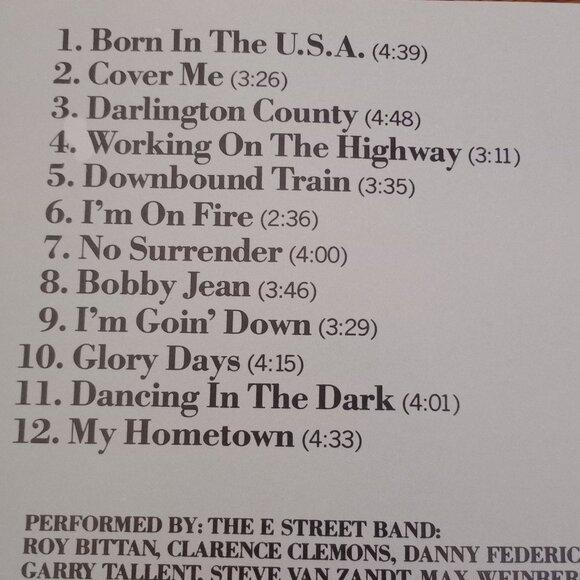 1. Born In The U.S.A. (4:39)
2. Cover Me (3:26)
3. Darlington County (4:48)
4. Working On The Highway (3:11)
5. Downbound Train (3:35)
6. I'm On Fire (2:36)
7. No Surrender (4:00)
8. Bobby Jean (3:46)
9. I'm Goin' Down (3:29)
10. Glory Days (4:15)
11. Dancing In The Dark (4:01)
12. My Hometown (4:33)
PERFORMED BY: THE E STREET BAND:
ROY BITTAN, CLARENCE CLEMONS, DANNY FEDERIC
GARRY TALLENT, STEVE VAN ZANDT, MAX WEINBER